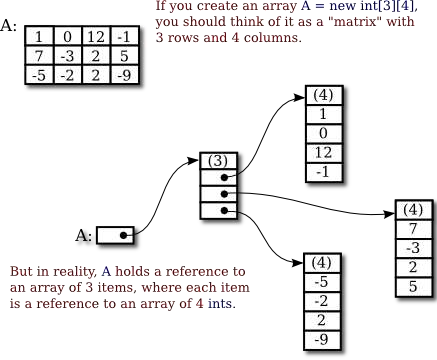 If you create an array A = new int[3][4],
you should think of it as a "matrix" with
3 rows and 4 columns.
A:
1 0 12 -1
7 -3 2 5
-5 -2 2 -9
(4)
1
0
12
-1
(3)
(4)
7
-3
2
5
A:
(4)
-5
-2
2
-9
But in reality, A holds a reference to
an array of 3 items, where each item
is a reference to an array of 4 ints.